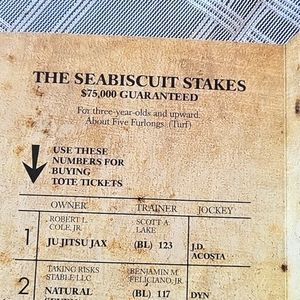 THE SEABISCUIT STAKES
$75,000 GUARANTEED
For three-year-olds and upward
About Five Furlongs. (Turf)
USE THESE
NUMBERS FOR
BUYING
TOTE TICKETS
OWNER TRAINER JOCKEY
1 ROBERT L. COLE, JR SCOTT A. LAKE
JU JITSU JAX (BL) 123 J.D. ACOSTA
2 TAKING RISKS STABLE LLC BENJAMIN M FELICIANO, JR
NATURAL (BL) 117 DYN